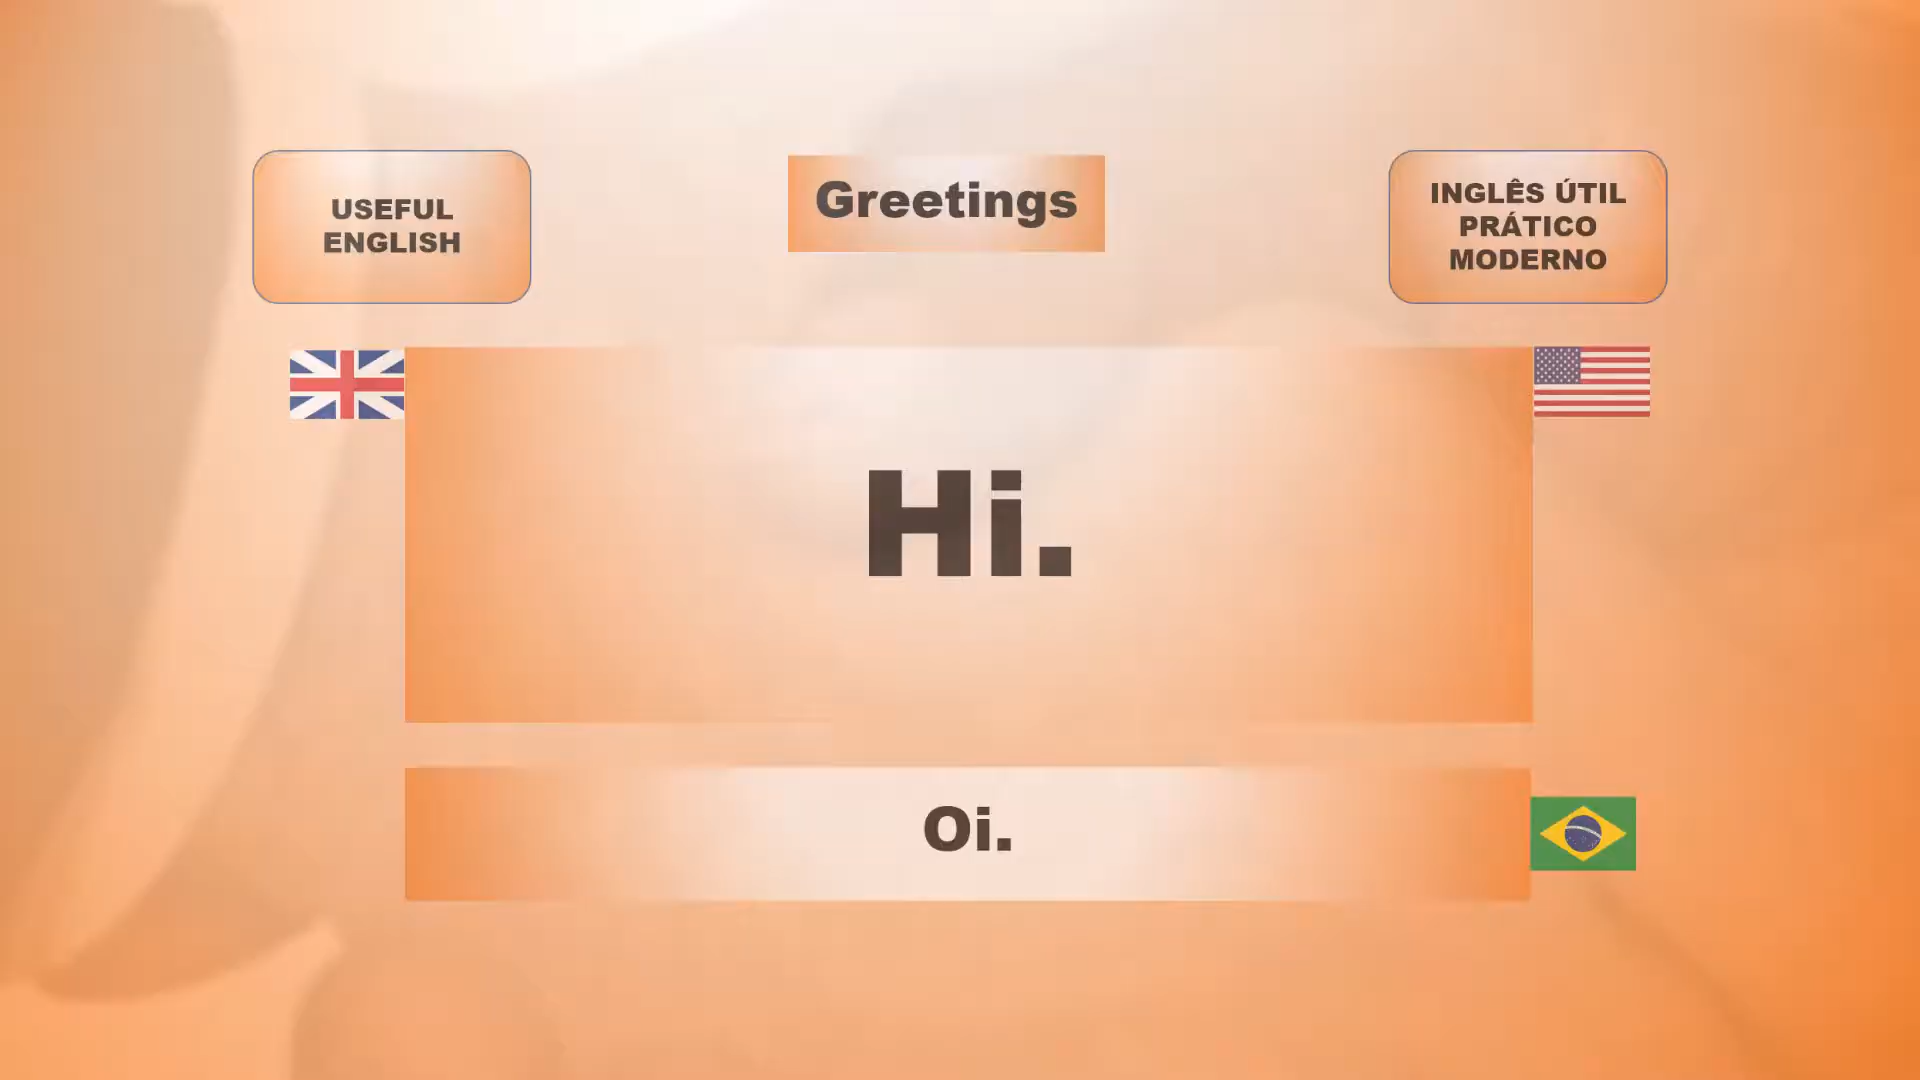 USEFUL
ENGLISH
Greetings
INGLÊS ÚTIL
PRÁTICO
MODERNO
Hi.
Oi.